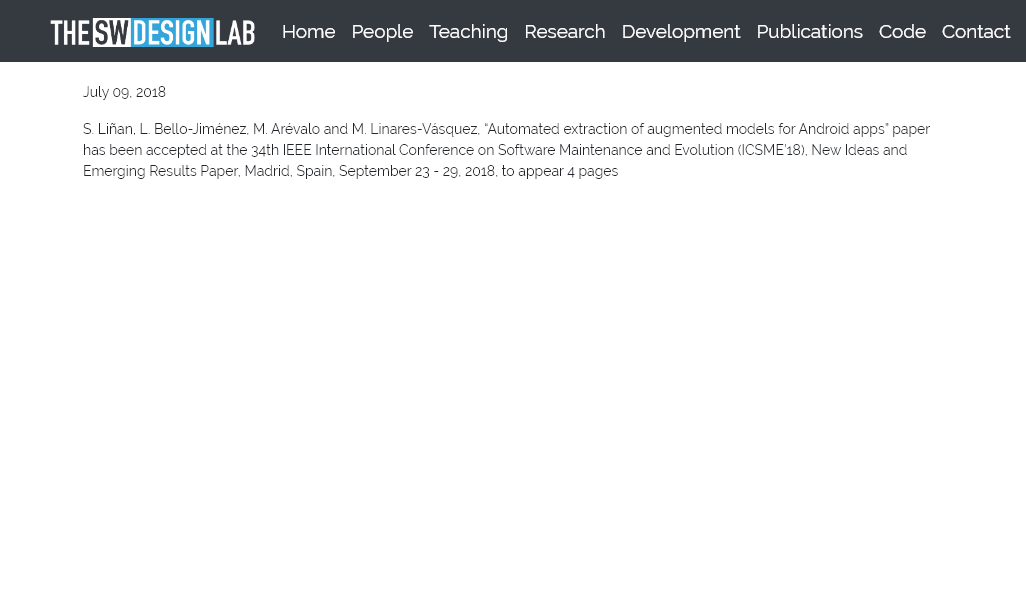 THE SW DESIGN LAB Home People Teaching Research Development Publications Code Contact
July 09, 2018
S. Liñan, L. Bello-Jiménez, M. Arévalo and M. Linares-Vásquez, “Automated extraction of augmented models for Android apps” paper
has been accepted at the 34th IEEE International Conference on Software Maintenance and Evolution (ICSME’18), New Ideas and
Emerging Results Paper, Madrid, Spain, September 23 - 29, 2018, to appear 4 pages